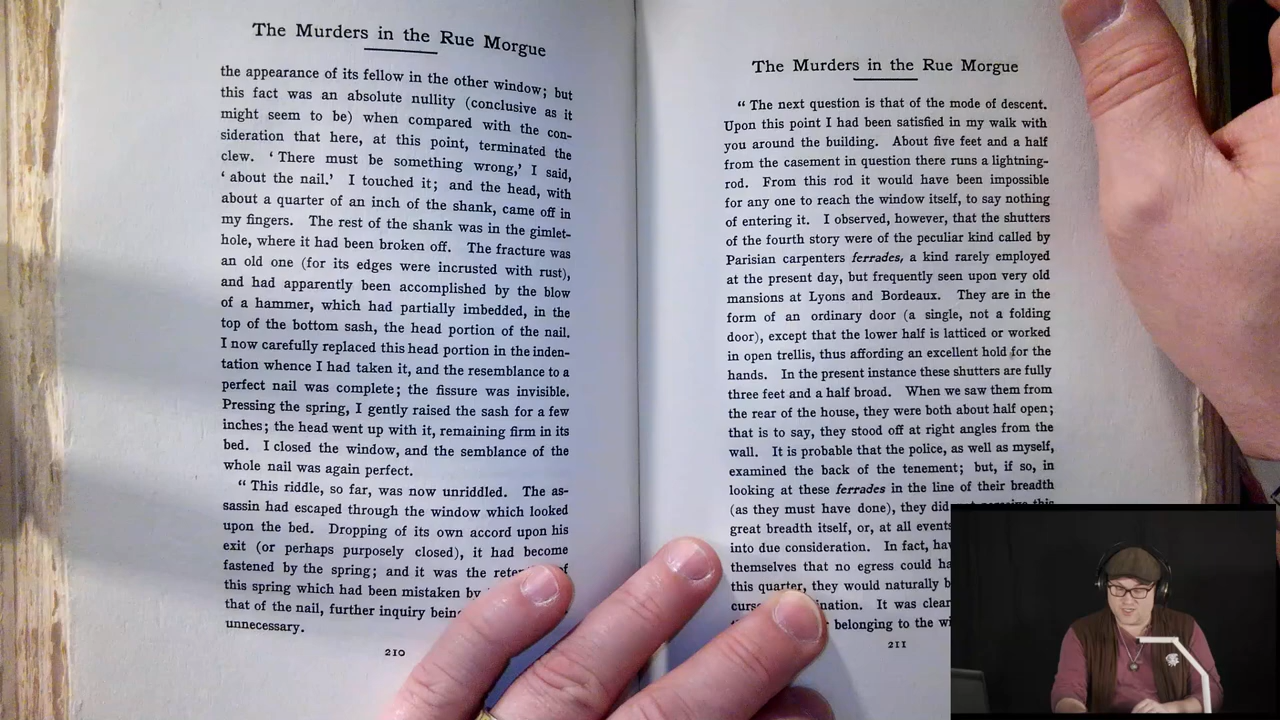 The Murders in the Rue Morgue
the appearance of its fellow in the other window; but
this fact was an absolute nullity (conclusive as it
might seem to be) when compared with the con-
sideration that here, at this point, terminated the
clew. ‘ There must be something wrong,’ I said,
‘ about the nail.’ I touched it; and the head, with
about a quarter of an inch of the shank, came off in
my fingers. The rest of the shank was in the gimlet-
hole, where it had been broken off. The fracture was
an old one (for its edges were incrusted with rust),
and had apparently been accomplished by the blow
of a hammer, which had partially imbedded, in the
top of the bottom sash, the head portion of the nail.
I now carefully replaced this head portion in the inden-
tation whence I had taken it, and the resemblance to a
perfect nail was complete; the fissure was invisible.
Pressing the spring, I gently raised the sash for a few
inches; the head went up with it, remaining firm in its
bed. I closed the window, and the semblance of the
whole nail was again perfect.
“ This riddle, so far, was now unriddled. The as-
sassin had escaped through the window which looked
upon the bed. Dropping of its own accord upon his
exit (or perhaps purposely closed), it had become
fastened by the spring; and it was the
this spring which had been mistaken by
that of the nail, further inquiry
unnecessary.
210
The Murders in the Rue Morgue
“ The next question is that of the mode of descent.
Upon this point I had been satisfied in my walk with
you around the building. About five feet and a half
from the casement in question there runs a lightning-
rod. From this rod it would have been impossible
for any one to reach the window itself, to say nothing
of entering it. I observed, however, that the shutters
of the fourth story were of the peculiar kind called by
Parisian carpenters ferrades, a kind rarely employed
at the present day, but frequently seen upon very old
mansions at Lyons and Bordeaux. They are in the
form of an ordinary door (a single, not a folding
door), except that the lower half is latticed or worked
in open trellis, thus affording an excellent hold for the
hands. In the present instance these shutters are fully
three feet and a half broad. When we saw them from
the rear of the house, they were both about half open;
that is to say, they stood off at right angles from the
wall. It is probable that the police, as well as myself,
examined the back of the tenement; but, if so, in
looking at these ferrades in the line of their breadth
(as they must have done), they did
great breadth itself, or, at all events
into due consideration. In fact,
themselves that no egress could
this quarter, they would naturally
It was clear
belonging to the
211